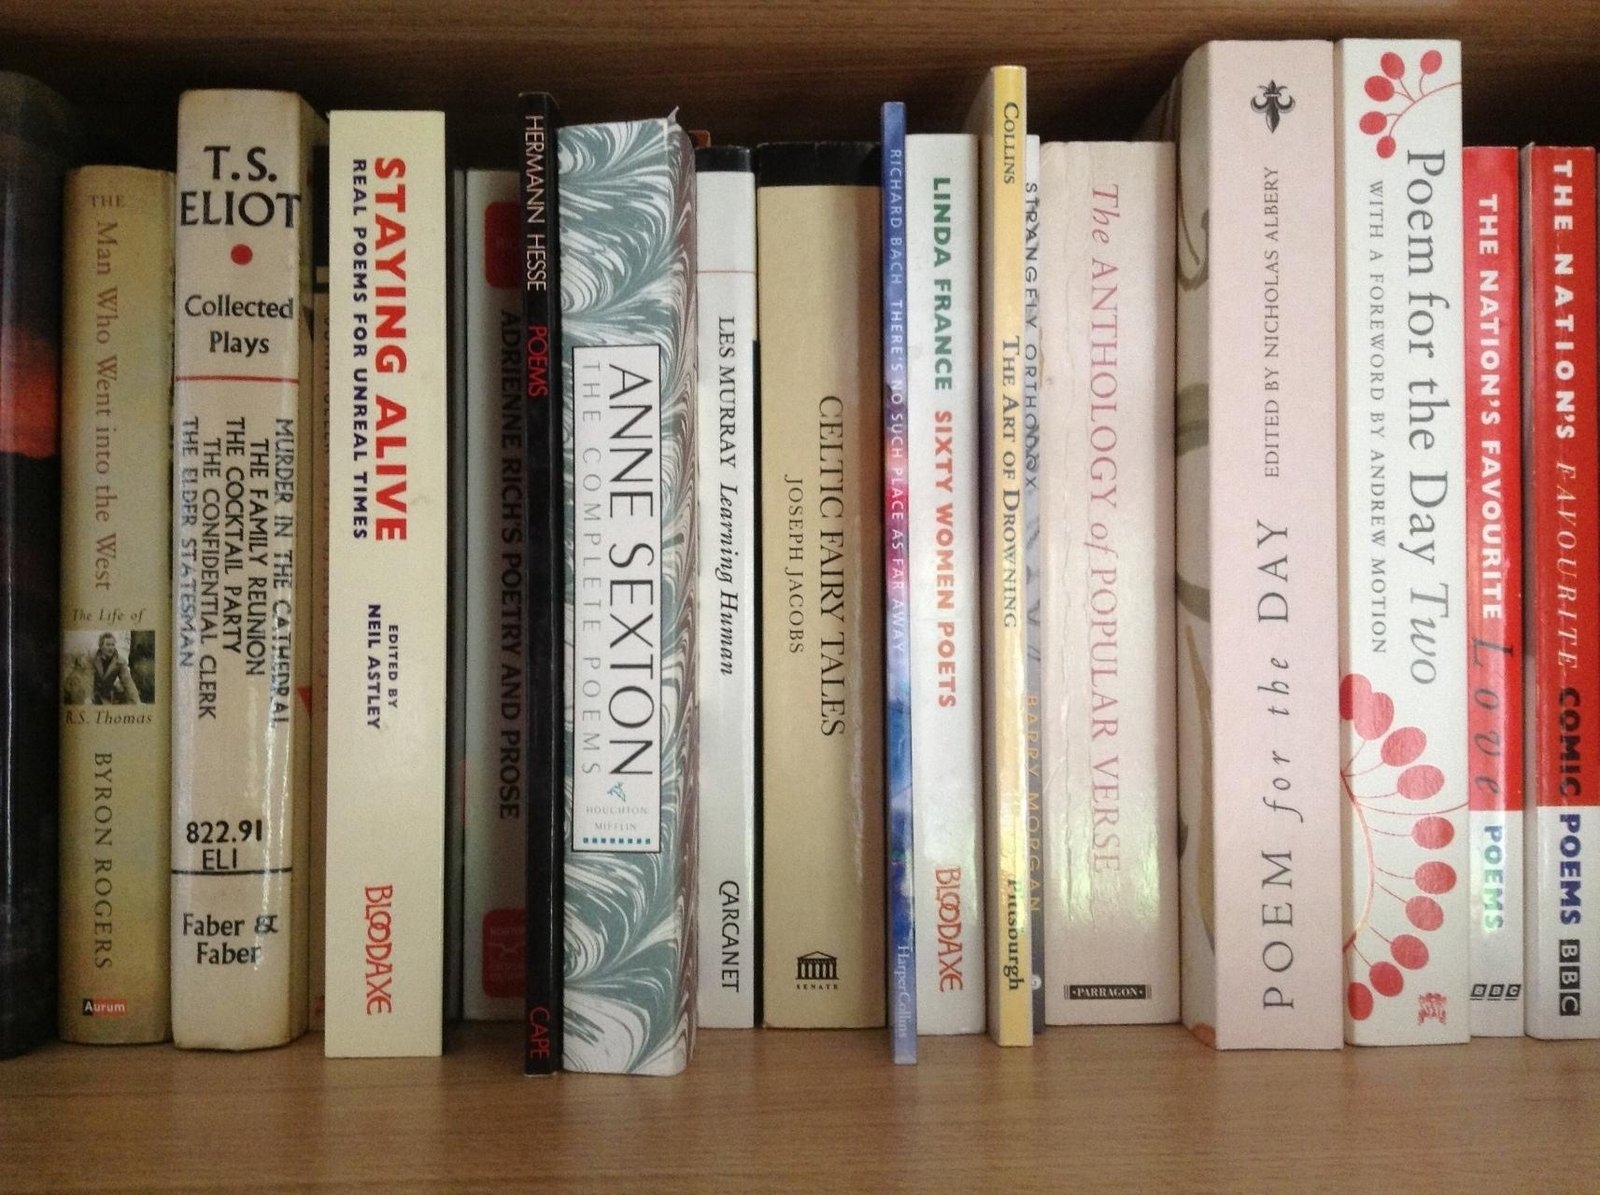 THE Man Who Went into the West
The Life of
R.S. Thomas
BYRON ROGERS
Aurum
T.S.
ELIOT
Collected
Plays
MURDER IN THE CATHEDRAL
THE FAMILY REUNION
THE COCKTAIL PARTY
THE CONFIDENTIAL CLERK
THE ELDER STATESMAN
822.91
ELI
Faber &
Faber
STAYING ALIVE
REAL POEMS FOR UNREAL TIMES
EDITED BY
NEIL ASTLEY
BLOODAXE
ADRIENNE RICH'S POETRY AND PROSE
HERMANN HESSE POEMS
CAPE
ANNE SEXTON
THE COMPLETE POEMS
HOUGHTON
MIFFLIN
LES MURRAY Learning Human
CARCANET
CELTIC FAIRY TALES
JOSEPH JACOBS
SENATE
RICHARD BACH THERE'S NO SUCH PLACE AS FAR AWAY
HarperCollins
LINDA FRANCE SIXTY WOMEN POETS
BLOODAXE
COLLINS THE ART OF DROWNING
Pittsburgh
STRANGELY ORTHODOX
BARRY MORGAN
The ANTHOLOGY of POPULAR VERSE
PARRAGON
POEM for the DAY
EDITED BY NICHOLAS ALBERY
Poem for the Day Two
WITH A FOREWORD BY ANDREW MOTION
THE NATION'S FAVOURITE Love POEMS
BBC
THE NATION'S FAVOURITE COMIC POEMS
BBC